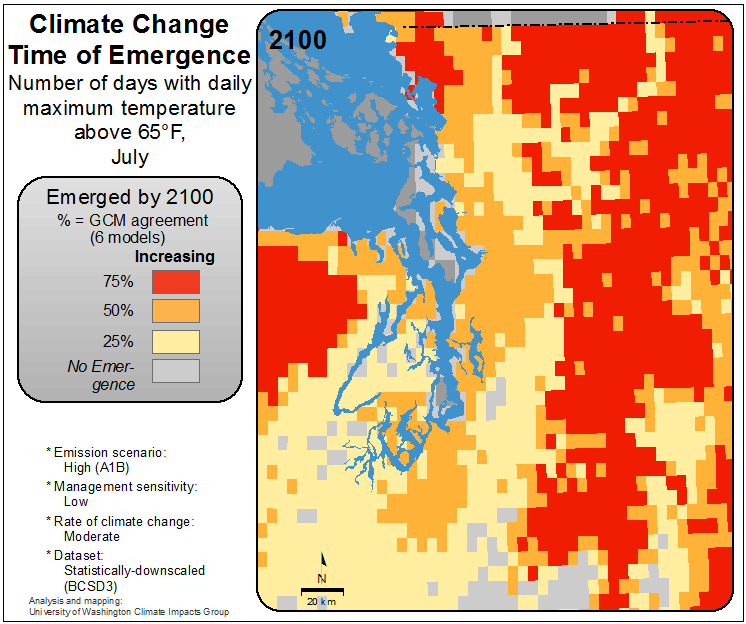 Climate Change
Time of Emergence
Number of days with daily
maximum temperature
above 65°F,
July
Emerged by 2100
% = GCM agreement
(6 models)
Increasing
75%
50%
25%
No Emer-
gence
* Emission scenario:
High (A1B)
* Management sensitivity:
Low
* Rate of climate change:
Moderate
* Dataset:
Statistically-downscaled
(BCSD3)
Analysis and mapping:
University of Washington Climate Impacts Group
2100
N
20 km